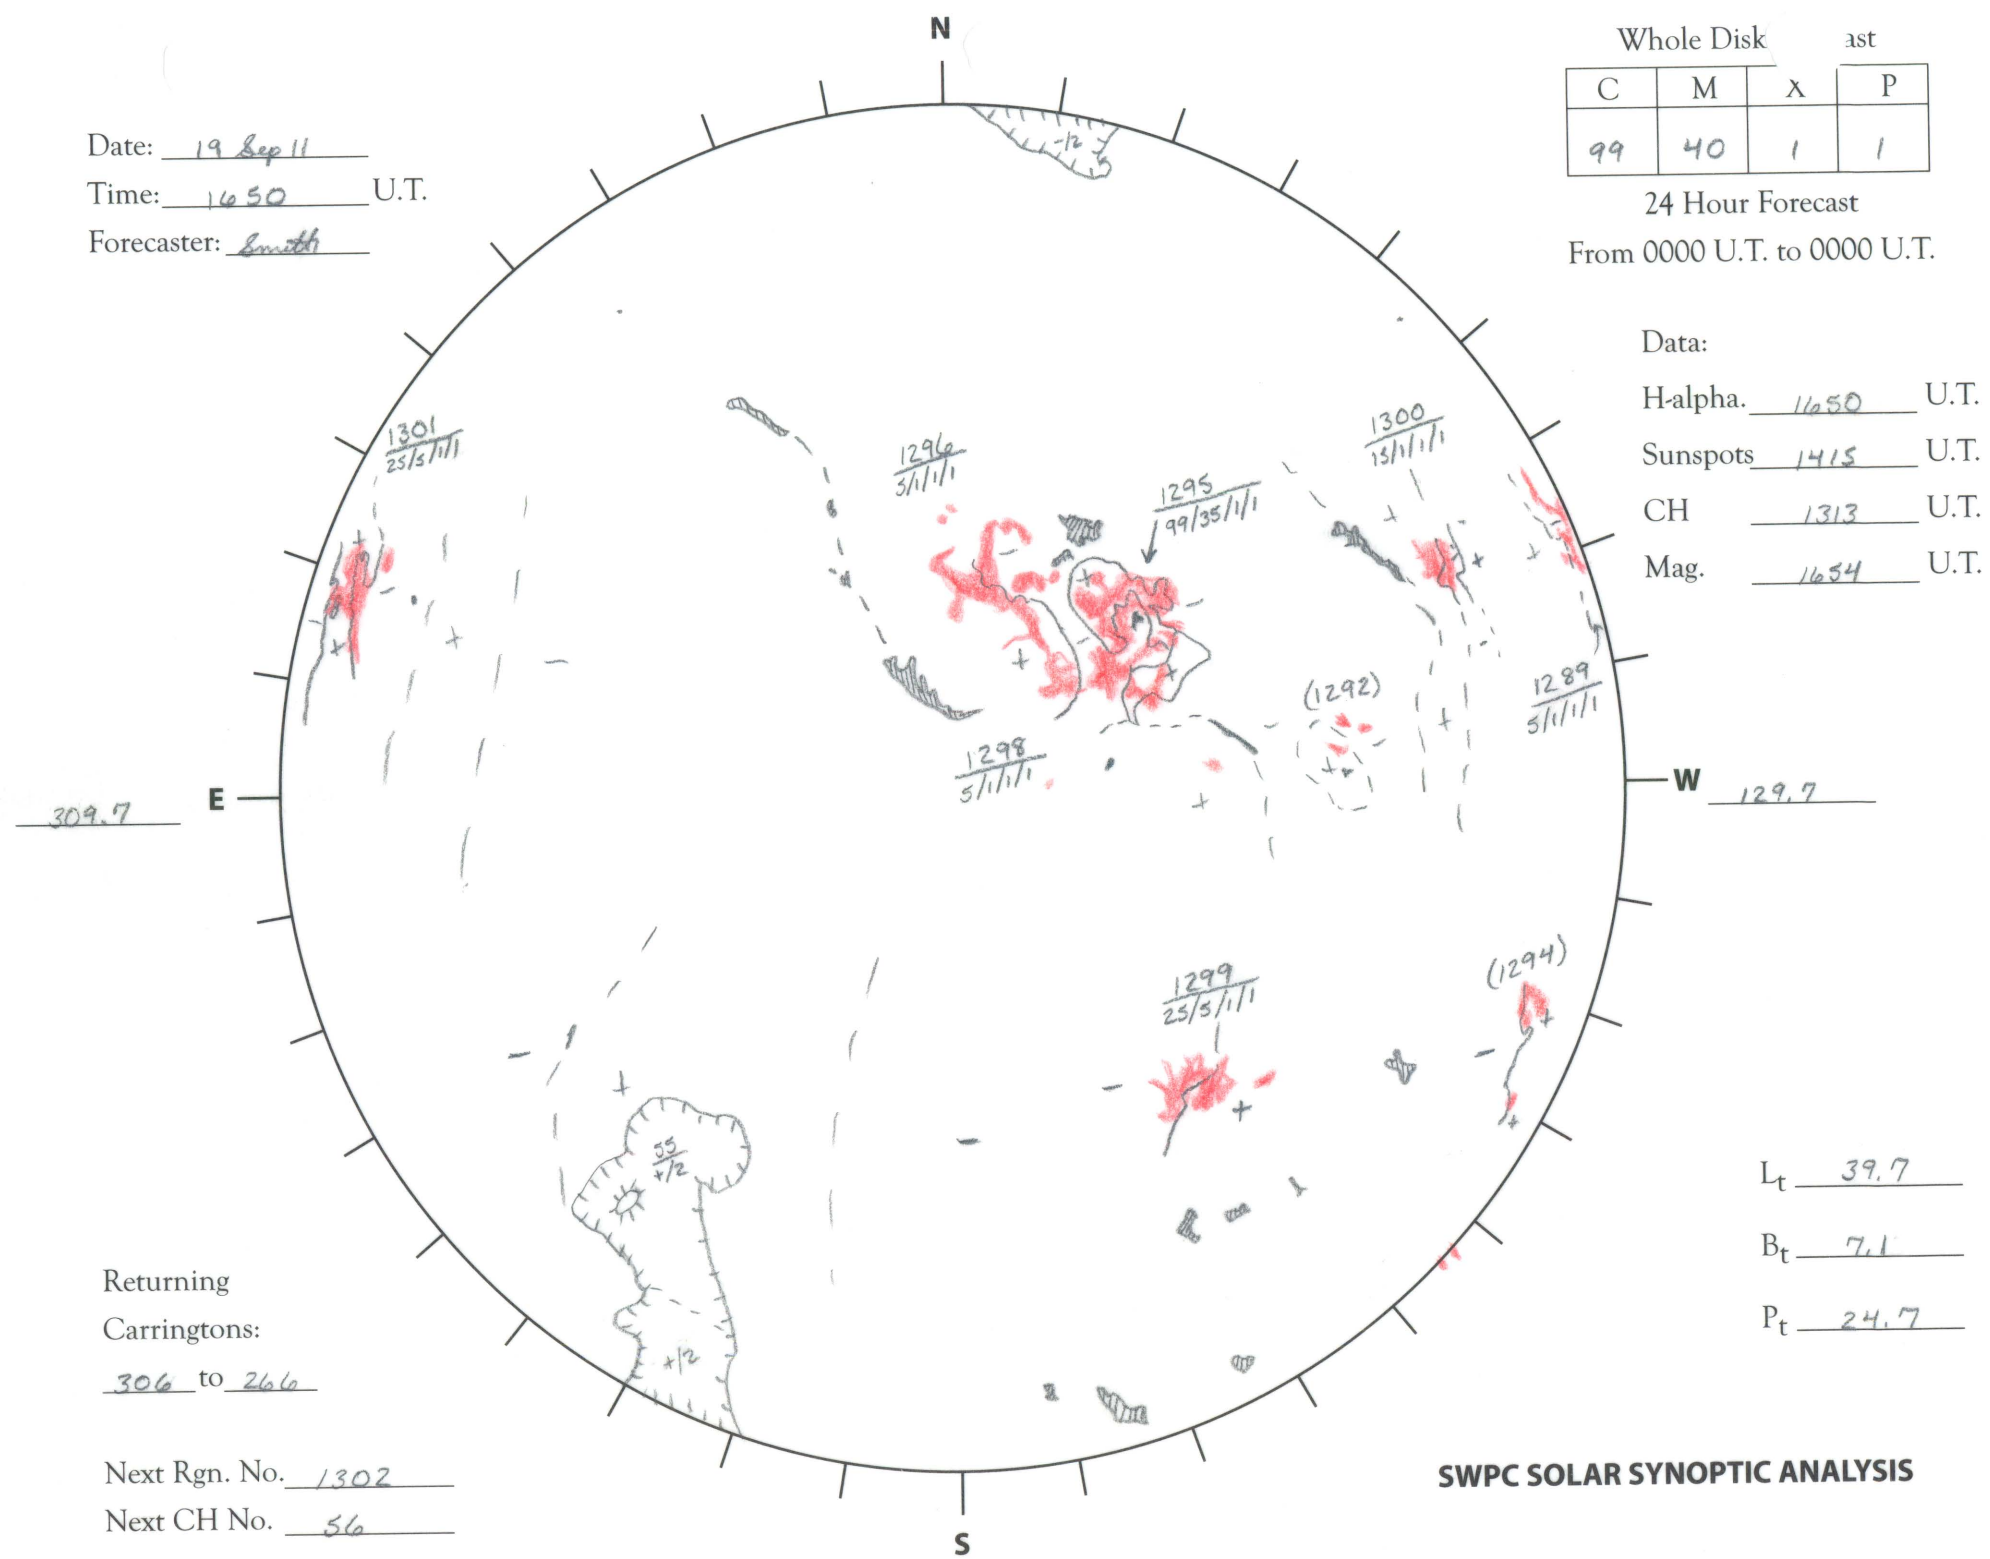 N
Whole Disk ast
C M X P
99 40 1 1
24 Hour Forecast
From 0000 U.T. to 0000 U.T.
Date: 19 Sep 11
Time: 1650 U.T.
Forecaster: Smith
-/2
Data:
H-alpha. 1650 U.T.
Sunspots 1415 U.T.
CH 1313 U.T.
Mag. 1654 U.T.
1301
25/5/1/1
1296
5/1/1/1
1295
99/35/1/1
1300
15/1/1/1
1289
5/1/1/1
(1292)
1298
5/1/1/1
309.7 E
W 129.7
1299
25/5/1/1
(1294)
55
+/2
+/2
Lt 39.7
Bt 7.1
Pt 24.7
Returning
Carringtons:
306 to 266
Next Rgn. No. 1302
Next CH No. 56
SWPC SOLAR SYNOPTIC ANALYSIS
S